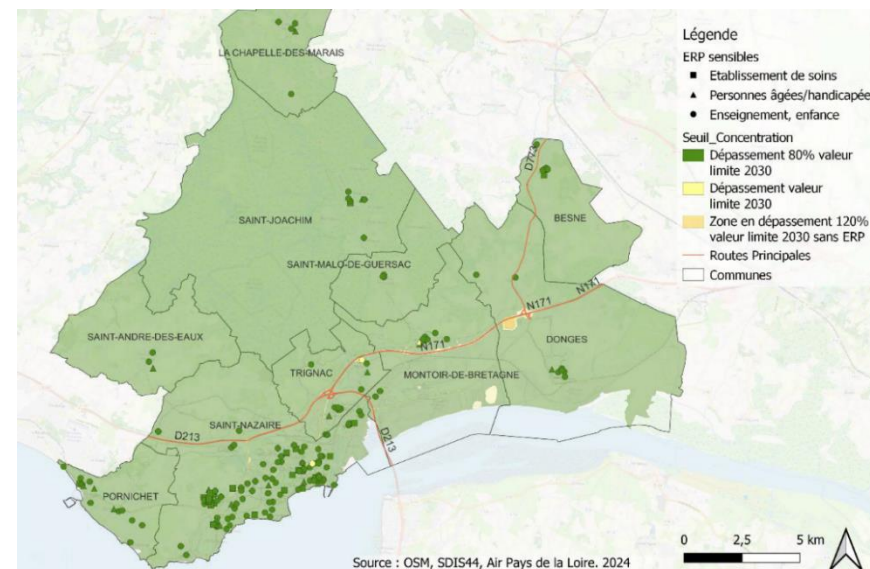 LA CHAPELLE-DES-MARAIS
SAINT-JOACHIM
SAINT-MALO-DE-GUERSAC
SAINT-ANDRE-DES-EAUX
TRIGNAC
MONTOIR-DE-BRETAGNE
DONGES
BESNE
SAINT-NAZAIRE
PORNICHET
D773
N171
N171
N171
D213
D213
Légende
ERP sensibles
Etablissement de soins
Personnes âgées/handicapée
Enseignement, enfance
Seuil_Concentration
Dépassement 80% valeur
limite 2030
Dépassement valeur
limite 2030
Zone en dépassement 120%
valeur limite 2030 sans ERP
Routes Principales
Communes
0 2,5 5 km
Source : OSM, SDIS44, Air Pays de la Loire. 2024